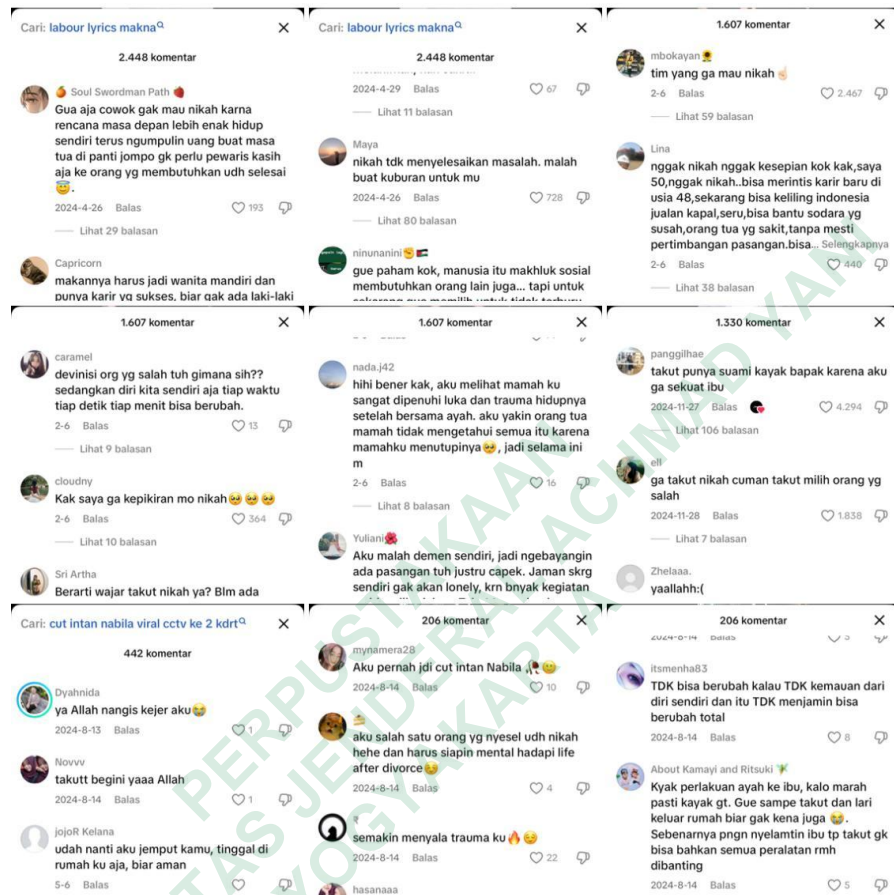 Cari: labour lyrics makna
2.448 komentar
🍊 Soul Swordman Path 🍓
Gua aja cowok gak mau nikah karna
rencana masa depan lebih enak hidup
sendiri terus ngumpulin uang buat masa
tua di panti jompo gk perlu pewaris kasih
aja ke orang yg membutuhkan udh selesai
😇.
2024-4-26 Balas 193
Lihat 29 balasan
Capricorn
makannya harus jadi wanita mandiri dan
punya karir yg sukses, biar gak ada laki-laki
Cari: labour lyrics makna
2.448 komentar
2024-4-29 Balas 67
Lihat 11 balasan
Maya
nikah tdk menyelesaikan masalah. malah
buat kuburan untuk mu
2024-4-26 Balas 728
Lihat 80 balasan
ninunanini✊🇵🇸
gue paham kok, manusia itu makhluk sosial
membutuhkan orang lain juga... tapi untuk
sekarang gue memilih untuk tidak terburu
1.607 komentar
mbokayan🌻
tim yang ga mau nikah ☝🏻
2-6 Balas 2.467
Lihat 59 balasan
Lina
nggak nikah nggak kesepian kok kak,saya
50,nggak nikah..bisa merintis karir baru di
usia 48,sekarang bisa keliling indonesia
jualan kapal,seru,bisa bantu sodara yg
susah,orang tua yg sakit,tanpa mesti
pertimbangan pasangan.bisa... Selengkapnya
2-6 Balas 440
Lihat 38 balasan
1.607 komentar
caramel
devinisi org yg salah tuh gimana sih??
sedangkan diri kita sendiri aja tiap waktu
tiap detik tiap menit bisa berubah.
2-6 Balas 13
Lihat 9 balasan
cloudny
Kak saya ga kepikiran mo nikah🥹🥹🥹
2-6 Balas 364
Lihat 10 balasan
Sri Artha
Berarti wajar takut nikah ya? Blm ada
1.607 komentar
nada.j42
hihi bener kak, aku melihat mamah ku
sangat dipenuhi luka dan trauma hidupnya
setelah bersama ayah. aku yakin orang tua
mamah tidak mengetahui semua itu karena
mamahku menutupinya🥹, jadi selama ini
m
2-6 Balas 16
Lihat 8 balasan
Yuliani🌺
Aku malah demen sendiri, jadi ngebayangin
ada pasangan tuh justru capek. Jaman skrg
sendiri gak akan lonely, krn bnyak kegiatan
1.330 komentar
panggilhae
takut punya suami kayak bapak karena aku
ga sekuat ibu
2024-11-27 Balas 4.294
Lihat 106 balasan
ell
ga takut nikah cuman takut milih orang yg
salah
2024-11-28 Balas 1.838
Lihat 7 balasan
Zhelaaa.
yaallahh:(
Cari: cut intan nabila viral cctv ke 2 kdrt
442 komentar
Dyahnida
ya Allah nangis kejer aku😭
2024-8-13 Balas 1
Novvv
takutt begini yaaa Allah
2024-8-14 Balas 1
jojoR Kelana
udah nanti aku jemput kamu, tinggal di
rumah ku aja, biar aman
5-6 Balas
206 komentar
mynamera28
Aku pernah jdi cut intan Nabila 🥀🙂
2024-8-14 Balas 10
🍰
aku salah satu orang yg nyesel udh nikah
hehe dan harus siapin mental hadapi life
after divorce😔
2024-8-14 Balas 4
semakin menyala trauma ku🔥😔
2024-8-14 Balas 22
hasanaaa
206 komentar
2024-8-14 Balas 3
itsmenha83
TDK bisa berubah kalau TDK kemauan dari
diri sendiri dan itu TDK menjamin bisa
berubah total
2024-8-14 Balas 8
About Kamayi and Ritsuki
Kyak perlakuan ayah ke ibu, kalo marah
pasti kayak gt. Gue sampe takut dan lari
keluar rumah biar gak kena juga 😭.
Sebenarnya pngn nyelamtin ibu tp takut gk
bisa bahkan semua peralatan rmh
dibanting
2024-8-14 Balas 5
PERPUSTAKAAN
JENDERAL ACHMAD YANI
YOGYAKARTA